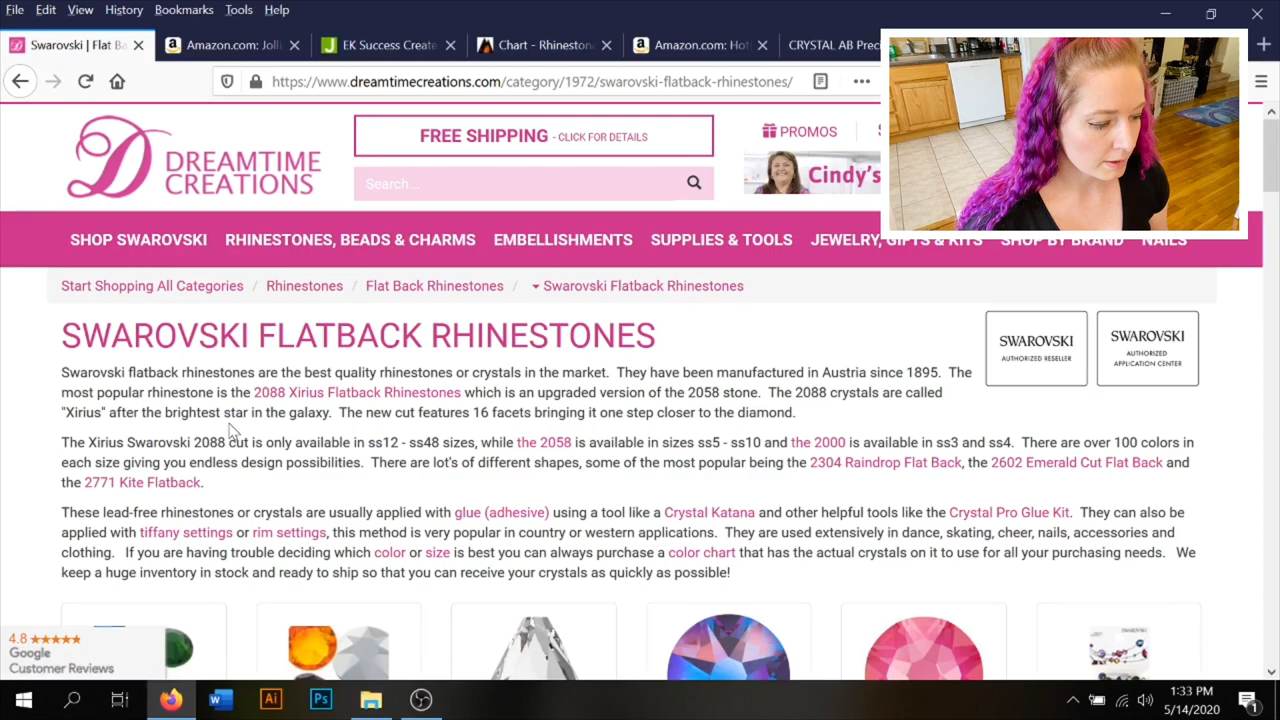 File Edit View History Bookmarks Tools Help
Swarovski | Flat Ba
Amazon.com: Jolli
EK Success Create
Chart - Rhineston
Amazon.com: Hot
CRYSTAL AB Preci
https://www.dreamtimecreations.com/category/1972/swarovski-flatback-rhinestones/
DREAMTIME CREATIONS
FREE SHIPPING - CLICK FOR DETAILS
Search...
PROMOS
Cindy's
SHOP SWAROVSKI RHINESTONES, BEADS & CHARMS EMBELLISHMENTS SUPPLIES & TOOLS JEWELRY, GIFTS & KITS SHOP BY BRAND NAILS
Start Shopping All Categories / Rhinestones / Flat Back Rhinestones / Swarovski Flatback Rhinestones
SWAROVSKI FLATBACK RHINESTONES
SWAROVSKI
AUTHORIZED RESELLER
SWAROVSKI
AUTHORIZED
APPLICATION CENTER
Swarovski flatback rhinestones are the best quality rhinestones or crystals in the market. They have been manufactured in Austria since 1895. The
most popular rhinestone is the 2088 Xirius Flatback Rhinestones which is an upgraded version of the 2058 stone. The 2088 crystals are called
"Xirius" after the brightest star in the galaxy. The new cut features 16 facets bringing it one step closer to the diamond.
The Xirius Swarovski 2088 cut is only available in ss12 - ss48 sizes, while the 2058 is available in sizes ss5 - ss10 and the 2000 is available in ss3 and ss4. There are over 100 colors in
each size giving you endless design possibilities. There are lot's of different shapes, some of the most popular being the 2304 Raindrop Flat Back, the 2602 Emerald Cut Flat Back and
the 2771 Kite Flatback.
These lead-free rhinestones or crystals are usually applied with glue (adhesive) using a tool like a Crystal Katana and other helpful tools like the Crystal Pro Glue Kit. They can also be
applied with tiffany settings or rim settings, this method is very popular in country or western applications. They are used extensively in dance, skating, cheer, nails, accessories and
clothing. If you are having trouble deciding which color or size is best you can always purchase a color chart that has the actual crystals on it to use for all your purchasing needs. We
keep a huge inventory in stock and ready to ship so that you can receive your crystals as quickly as possible!
4.8
Google
Customer Reviews
SWAROVSKI
1:33 PM
5/14/2020